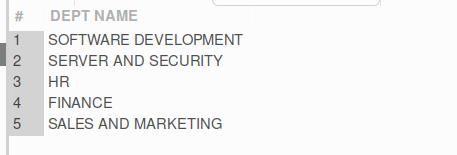 # DEPT NAME
1 SOFTWARE DEVELOPMENT
2 SERVER AND SECURITY
3 HR
4 FINANCE
5 SALES AND MARKETING